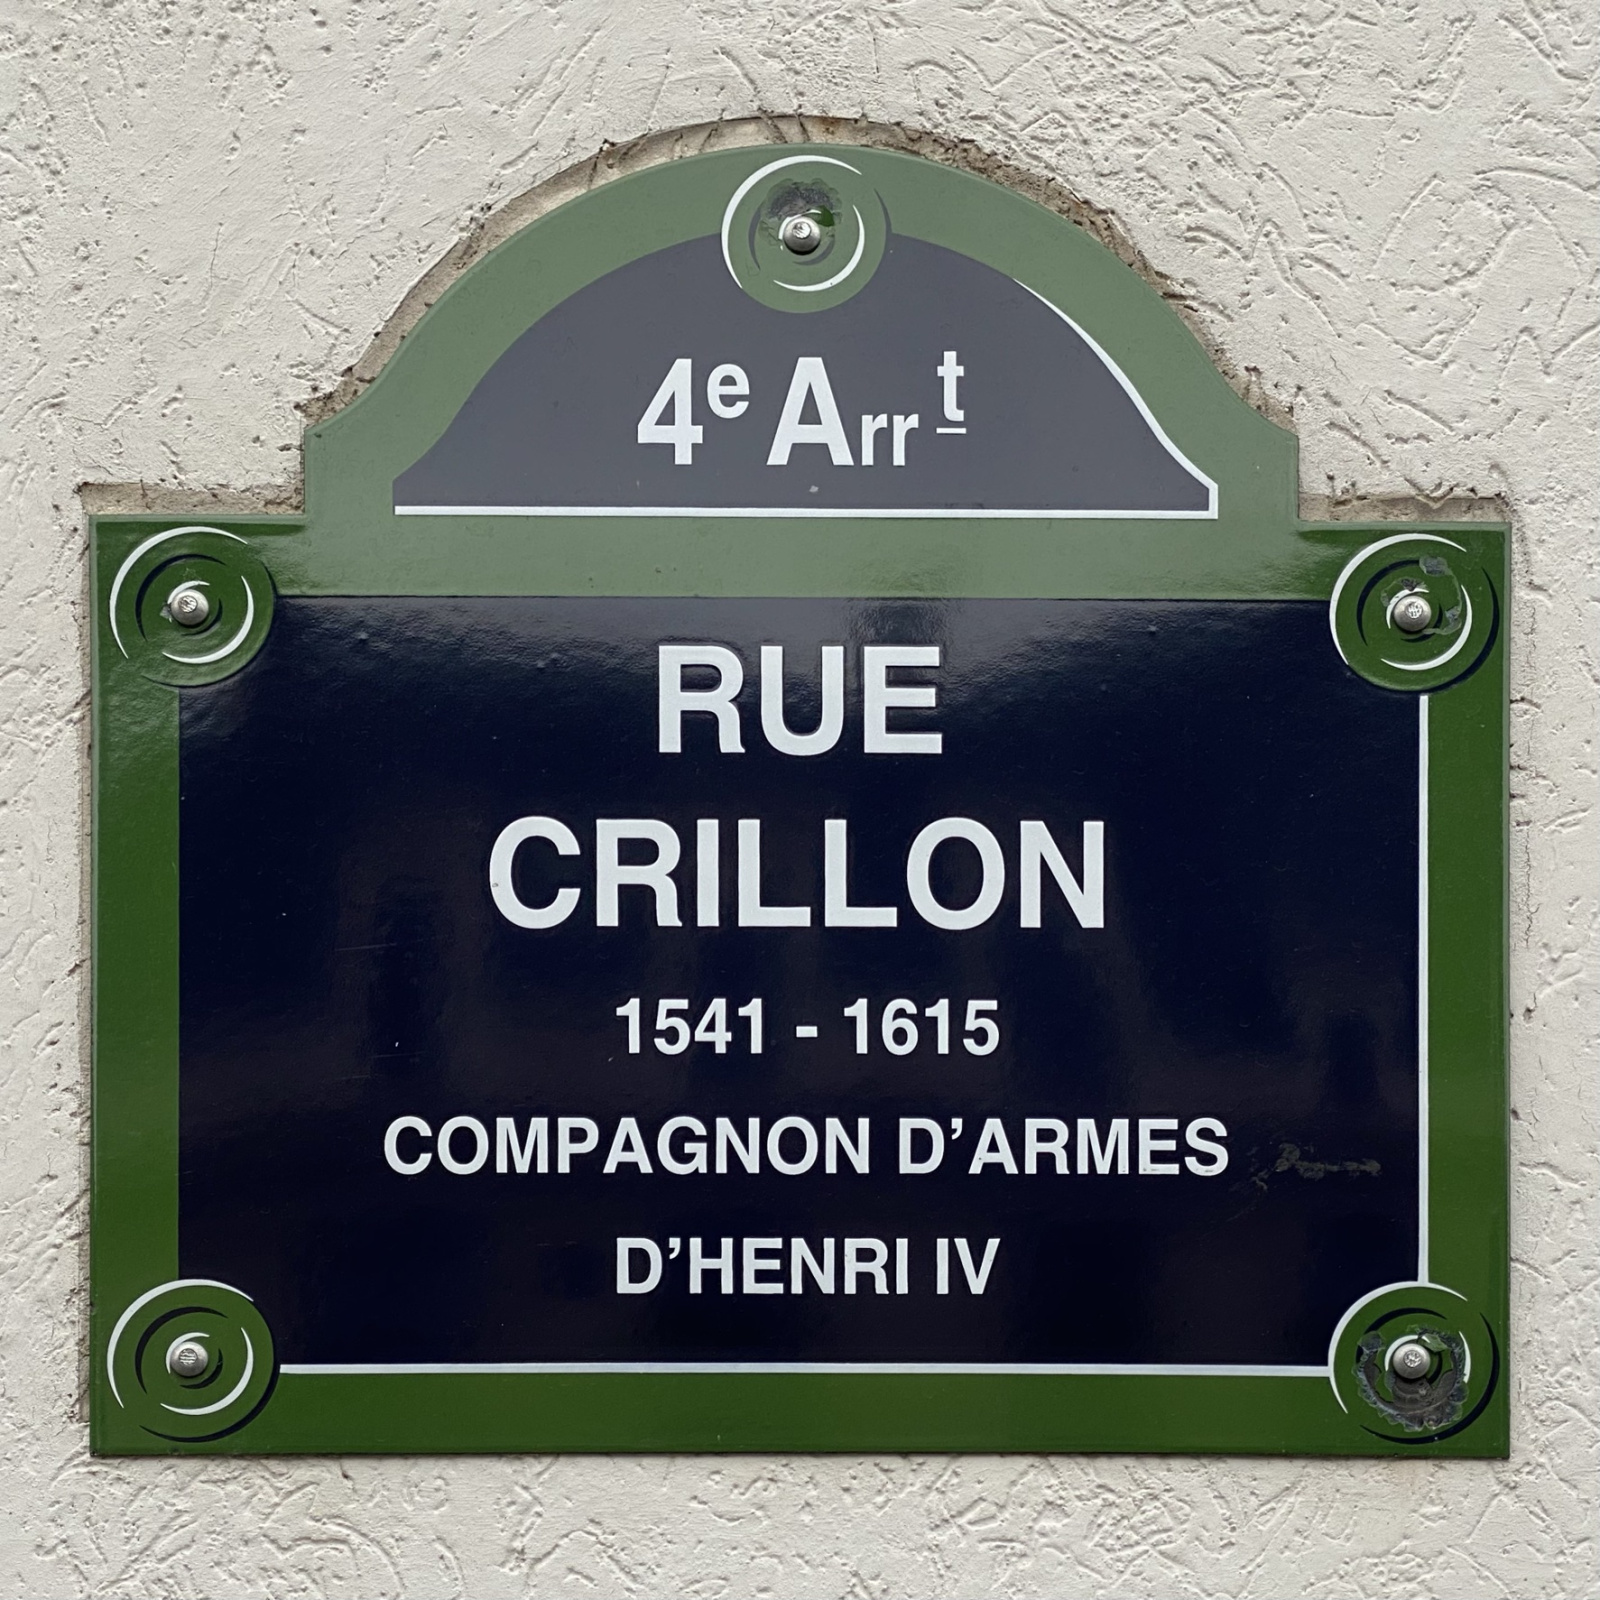 4e Arrt
RUE
CRILLON
1541 - 1615
COMPAGNON D'ARMES
D'HENRI IV